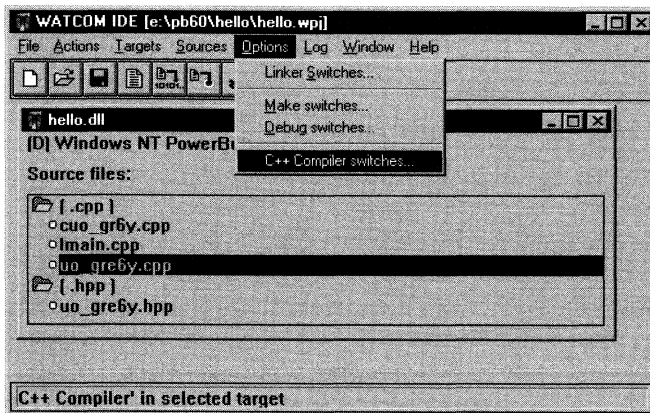 WATCOM IDE [e:\pb60\hello\hello.wpj]
File Actions Targets Sources Options Log Window Help
Linker Switches...
Make switches...
Debug switches...
C++ Compiler switches...
hello.dll
[D] Windows NT
Source files:
[ .cpp ]
cuo_gr6y.cpp
lmain.cpp
uo_gre6y.cpp
[ .hpp ]
uo_gre6y.hpp
C++ Compiler' in selected target